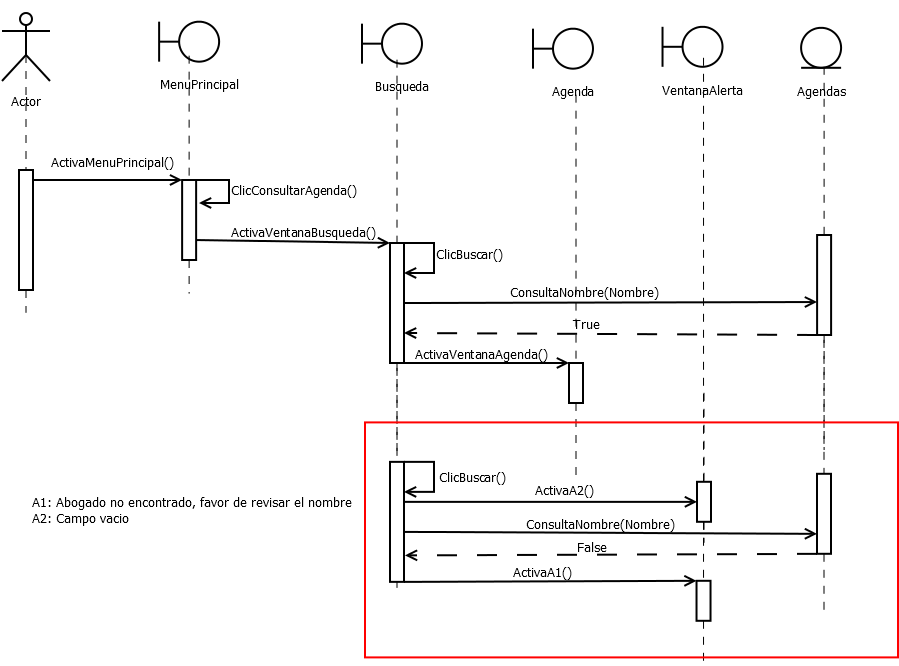 Actor
MenuPrincipal
Busqueda
Agenda
VentanaAlerta
Agendas
ActivaMenuPrincipal()
ClicConsultarAgenda()
ActivaVentanaBusqueda()
ClicBuscar()
ConsultaNombre(Nombre)
True
ActivaVentanaAgenda()
ClicBuscar()
ActivaA2()
A1: Abogado no encontrado, favor de revisar el nombre
A2: Campo vacio
ConsultaNombre(Nombre)
False
ActivaA1()